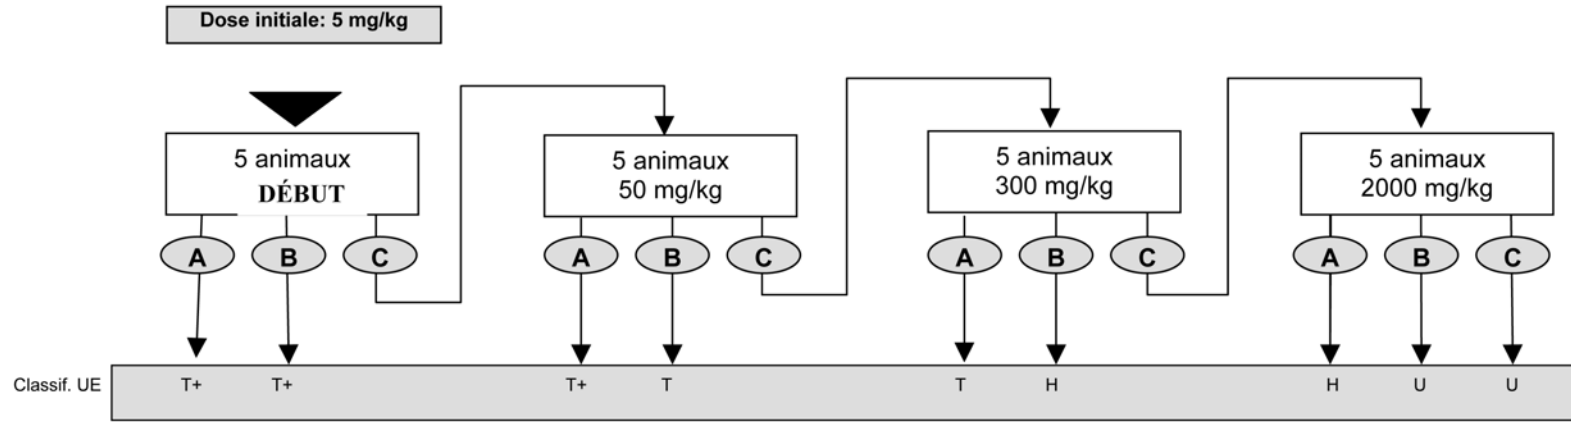 Dose initiale: 5 mg/kg
5 animaux
DÉBUT
5 animaux
50 mg/kg
5 animaux
300 mg/kg
5 animaux
2000 mg/kg
A B C A B C A B C A B C
Classif. UE T+ T+ T+ T T H H U U